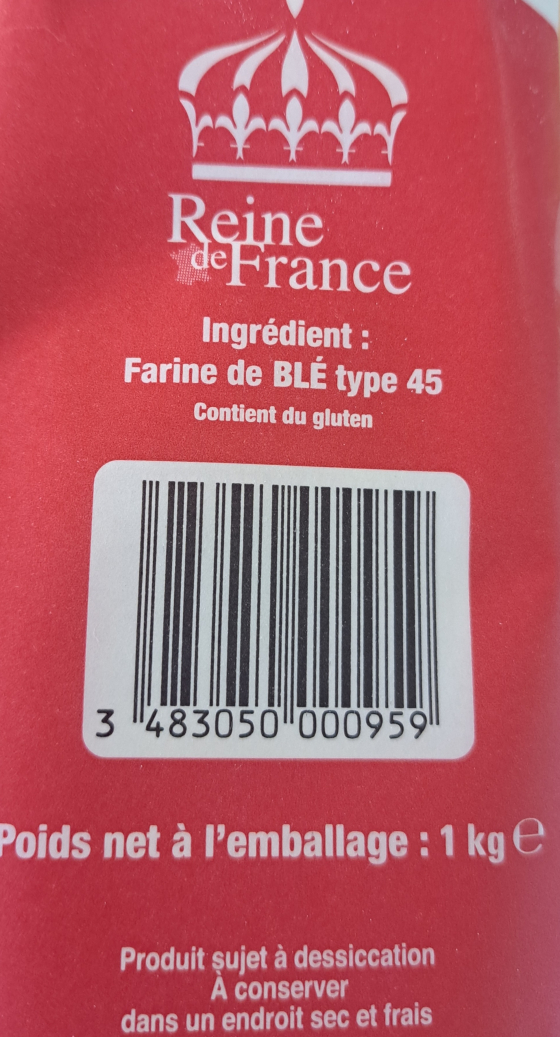 Reine
de France
Ingrédient :
Farine de BLÉ type 45
Contient du gluten
3 483050 000959
Poids net à l'emballage : 1 kg ℮
Produit sujet à dessiccation
À conserver
dans un endroit sec et frais